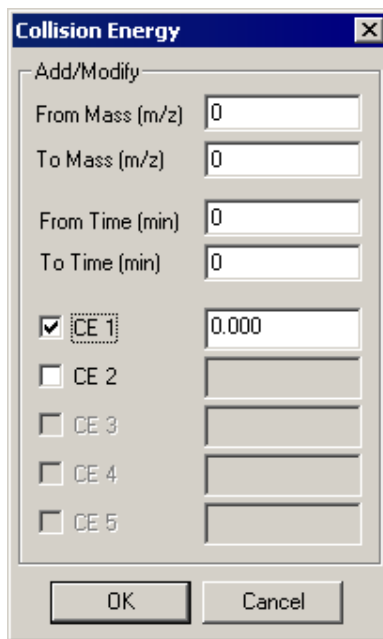 Collision Energy
Add/Modify
From Mass (m/z) 0
To Mass (m/z) 0
From Time (min) 0
To Time (min) 0
CE 1 0.000
CE 2
CE 3
CE 4
CE 5
OK Cancel